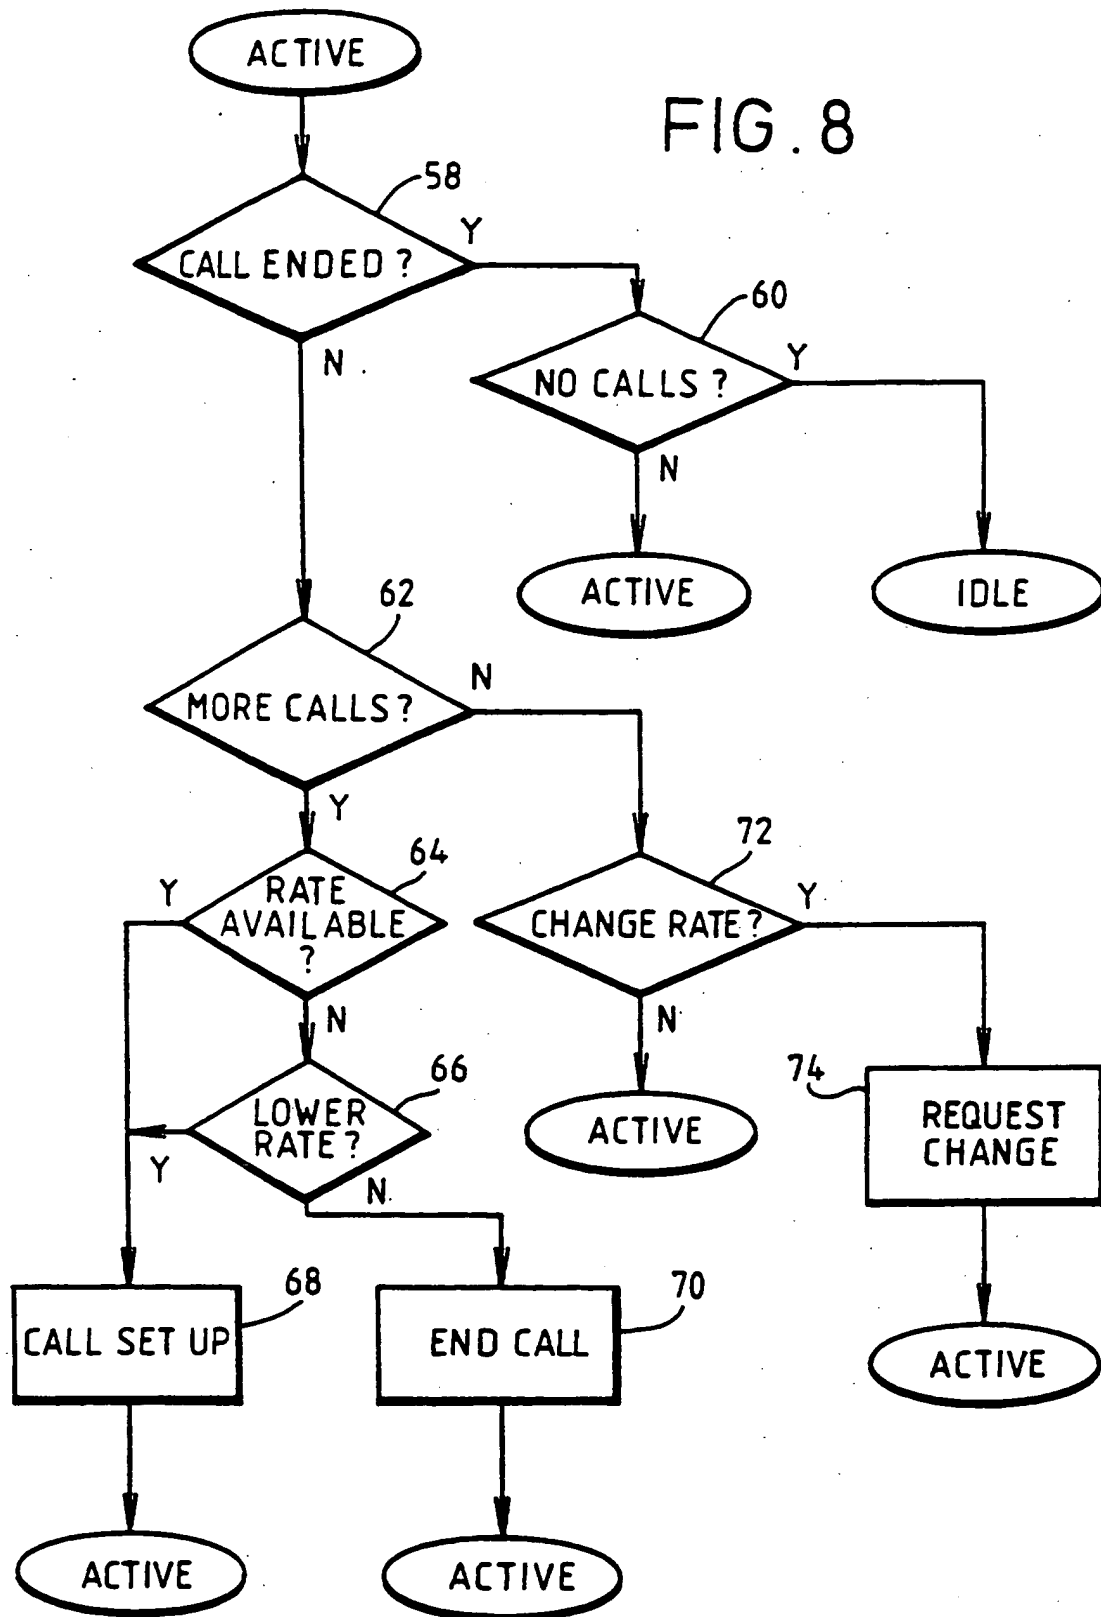 ACTIVE
FIG. 8
58
CALL ENDED ?
Y
N
60
NO CALLS ?
Y
N
ACTIVE
IDLE
62
MORE CALLS ?
N
Y
64
RATE
AVAILABLE
?
Y
N
72
CHANGE RATE ?
Y
N
66
LOWER
RATE ?
Y
N
ACTIVE
74
REQUEST
CHANGE
68
CALL SET UP
70
END CALL
ACTIVE
ACTIVE
ACTIVE